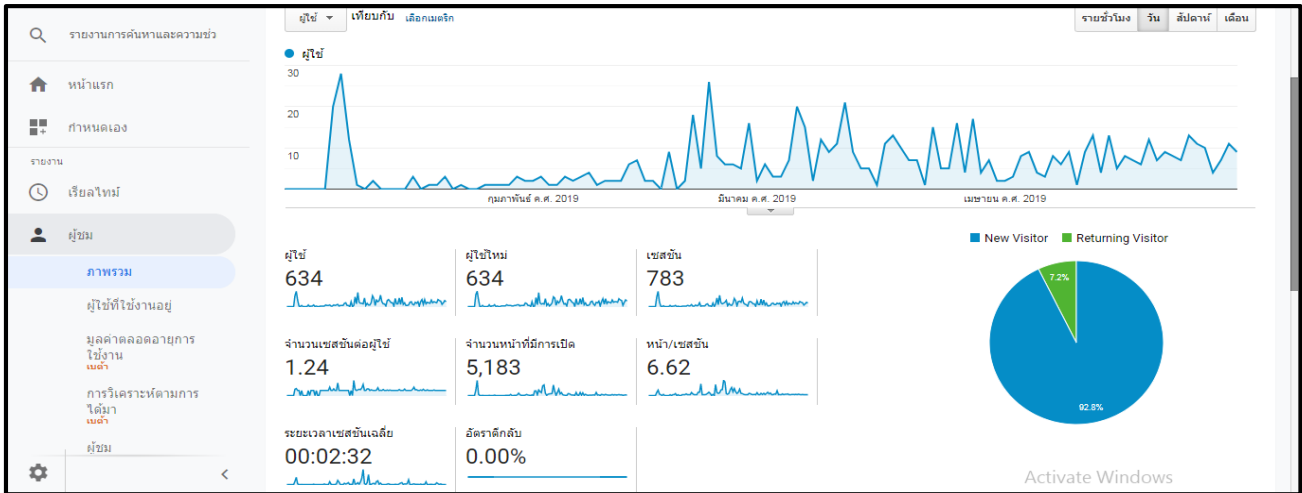 รายงานการค้นหาและความช่ว
หน้าแรก
กำหนดเอง
รายงาน
เรียลไทม์
ผู้ชม
ภาพรวม
ผู้ใช้ที่ใช้งานอยู่
มูลค่าตลอดอายุการ
ใช้งาน
เบต้า
การวิเคราะห์ตามการ
ได้มา
เบต้า
ผู้ชม
ผู้ใช้ เทียบกับ เลือกเมตริก
รายชั่วโมง วัน สัปดาห์ เดือน
ผู้ใช้
30
20
10
กุมภาพันธ์ ค.ศ. 2019 มีนาคม ค.ศ. 2019 เมษายน ค.ศ. 2019
ผู้ใช้
634
ผู้ใช้ใหม่
634
เซสชัน
783
จำนวนเซสชันต่อผู้ใช้
1.24
จำนวนหน้าที่มีการเปิด
5,183
หน้า/เซสชัน
6.62
ระยะเวลาเซสชันเฉลี่ย
00:02:32
อัตราตีกลับ
0.00%
New Visitor Returning Visitor
7.2%
92.8%
Activate Windows